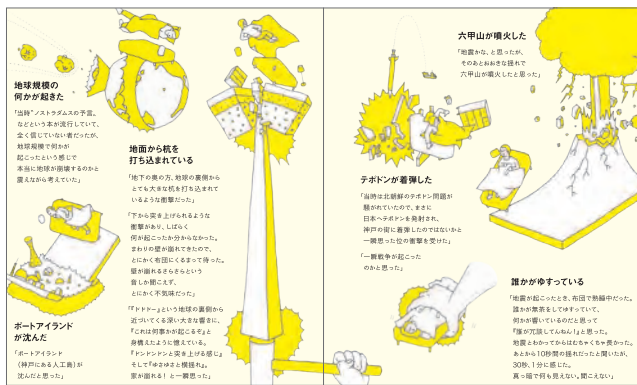 地球規模の
何かが起きた
「当時"ノストラダムスの予言。
などという本が流行していて、
全く信じていない者だったが、
地球規模で何かが
起こったという感じで
本当に地球が崩壊するのかと
震えながら考えていた」
ポートアイランド
が沈んだ
「ポートアイランド
（神戸にある人工島）が
沈んだと思った」
地面から杭を
打ち込まれている
「地下の奥の方、地球の裏側から
とても大きな杭を打ち込まれて
いるような衝撃だった」
「下から突き上げられるような
衝撃があり、しばらく
何が起こったか分からなかった。
まわりの壁が崩れてきたので、
とにかく布団にくるまって待った。
壁が崩れるさらさらという
音しか聞こえず、
とにかく不気味だった」
「『ドドドドー』という地球の裏側から
近づいてくる深い大きな響きに、
『これは何事かが起こるぞ』と
身構えたように憶えている。
『ドンドンドンと突き上げる感じ』
そして『ゆさゆさと横揺れ』。
家が崩れる！と一瞬思った」
六甲山が噴火した
「地震かな、と思ったが、
そのあとおおきな揺れで
六甲山が噴火したと思った」
テポドンが着弾した
「当時は北朝鮮のテポドン問題が
騒がれていたので、まさに
日本へテポドンを発射され、
神戸の街に着弾したのではないかと
一瞬思った位の衝撃を受けた」
「一瞬戦争が起こった
のかと思った」
誰かがゆすっている
「地震が起こったとき、布団で熟睡中だった。
誰かが無茶をしてゆすっていて、
何かが響いているのだと思って
『誰が冗談してんねん！』と思った。
地震とわかってからはむちゃくちゃ長かった。
あとから10秒間の揺れだったと聞いたが、
30秒、1分に感じた。
真っ暗で何も見えない。聞こえない」